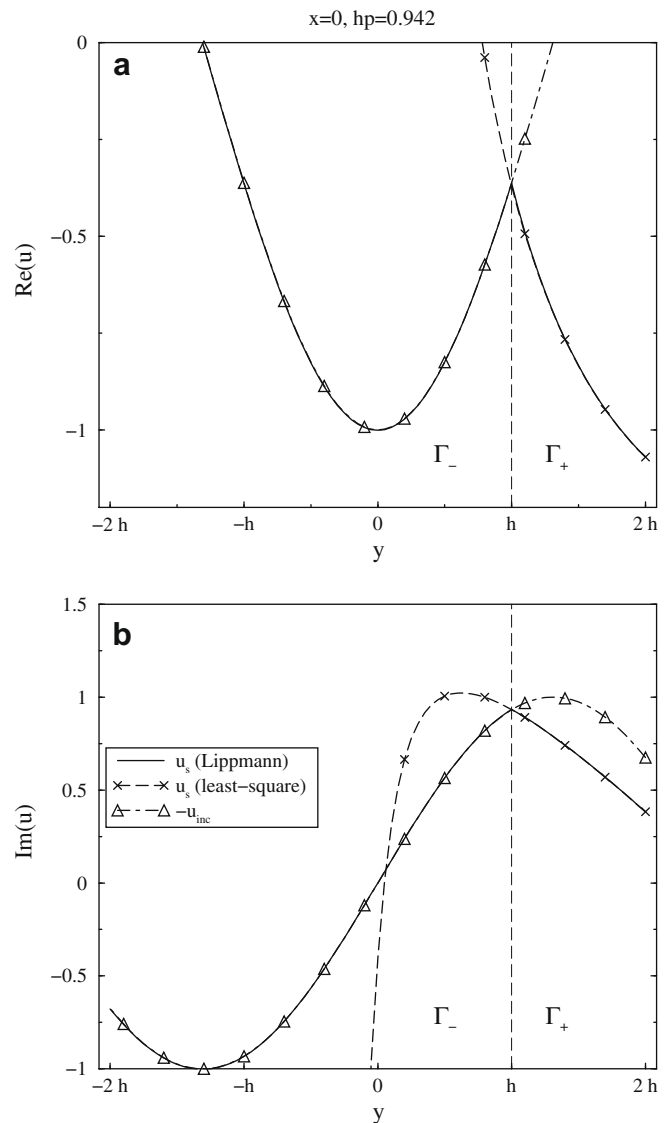 x=0, hp=0.942
a
0
−0.5
−1
Re(u)
Γ₋ Γ₊
−2 h −h 0 h 2 h
y
b
1.5
1
0.5
0
−0.5
−1
Im(u)
uₛ (Lippmann)
uₛ (least−square)
−u_inc
Γ₋ Γ₊
−2 h −h 0 h 2 h
y